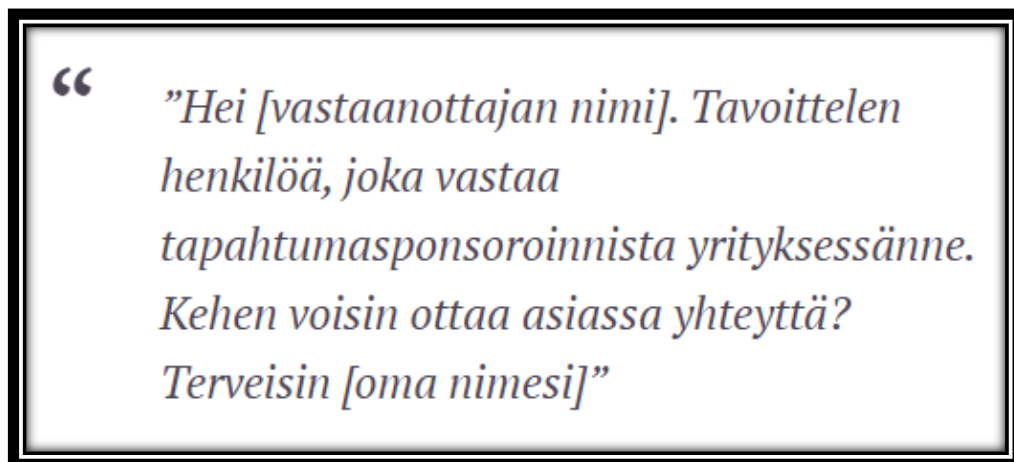 “ ”Hei [vastaanottajan nimi]. Tavoittelen
henkilöä, joka vastaa
tapahtumasponsoroinnista yrityksessänne.
Kehen voisin ottaa asiassa yhteyttä?
Terveisin [oma nimesi]”